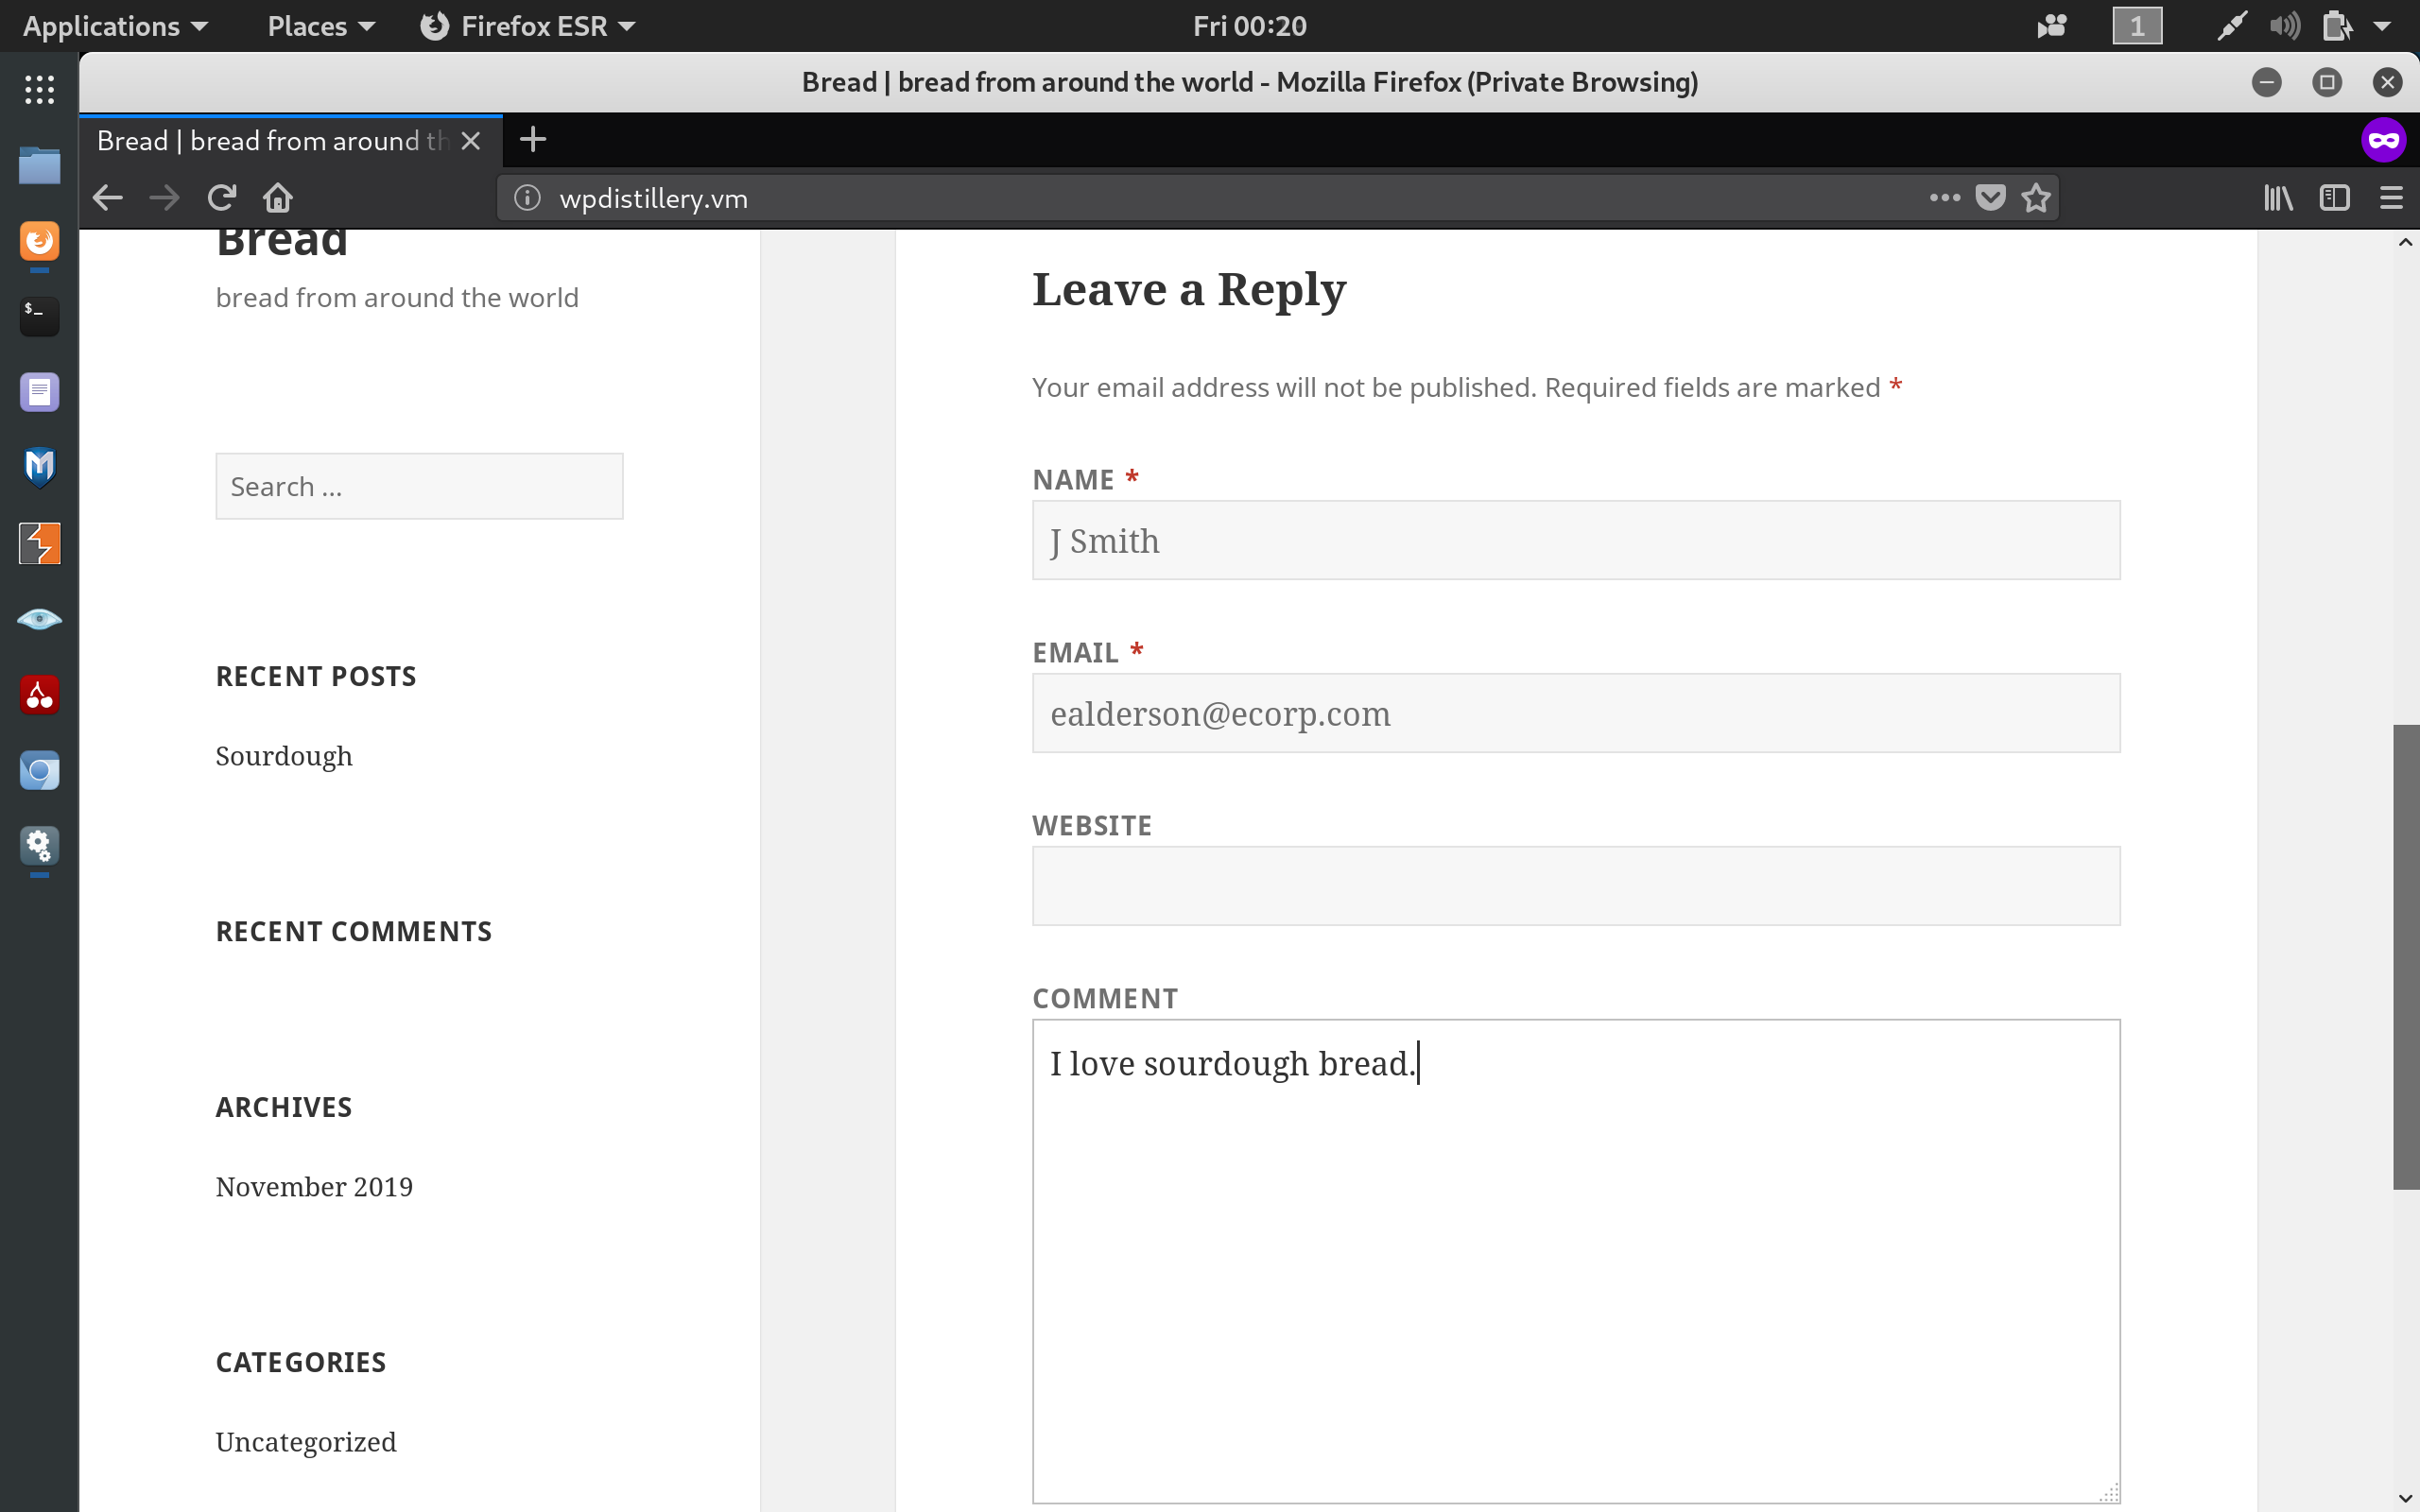 Applications Places Firefox ESR Fri 00:20 1
Bread | bread from around the world - Mozilla Firefox (Private Browsing)
Bread | bread from around th
wpdistillery.vm
Bread
bread from around the world
Search ...
RECENT POSTS
Sourdough
RECENT COMMENTS
ARCHIVES
November 2019
CATEGORIES
Uncategorized
Leave a Reply
Your email address will not be published. Required fields are marked *
NAME *
J Smith
EMAIL *
ealderson@ecorp.com
WEBSITE
COMMENT
I love sourdough bread.